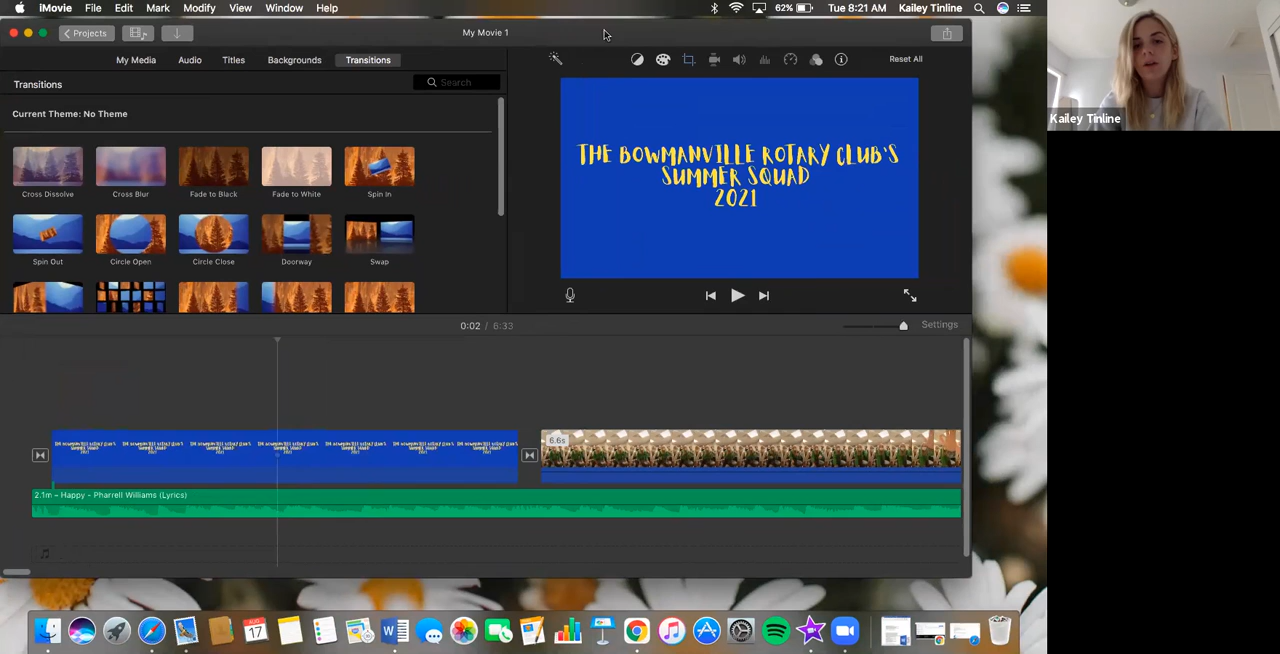 iMovie File Edit Mark Modify View Window Help 62% Tue 8:21 AM Kailey Tinline
Projects My Movie 1
My Media Audio Titles Backgrounds Transitions Reset All
Transitions Search
Current Theme: No Theme
Cross Dissolve Cross Blur Fade to Black Fade to White Spin In
Spin Out Circle Open Circle Close Doorway Swap
THE BOWMANVILLE ROTARY CLUB'S
SUMMER SQUAD
2021
Kailey Tinline
0:02 / 6:33 Settings
6.6s
2.1m – Happy - Pharrell Williams (Lyrics)
17